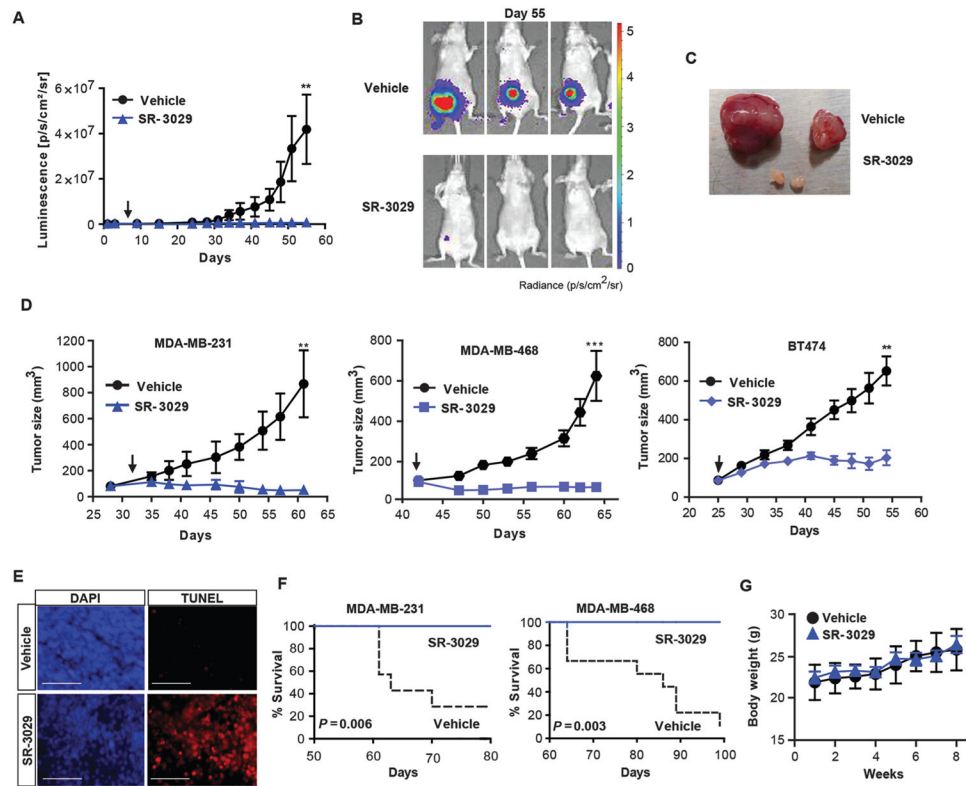 A
Luminescence [p/s/cm²/sr]
6×10⁷
4×10⁷
2×10⁷
0
Vehicle
SR-3029
**
0 10 20 30 40 50 60
Days
B
Day 55
Vehicle
SR-3029
5
4
3
2
1
0
Radiance (p/s/cm²/sr)
C
Vehicle
SR-3029
D
MDA-MB-231
Tumor size (mm³)
1200
1000
800
600
400
200
0
Vehicle
SR-3029
**
25 30 35 40 45 50 55 60 65
Days
MDA-MB-468
Tumor size (mm³)
800
600
400
200
0
Vehicle
SR-3029
***
40 45 50 55 60 65
Days
BT474
Tumor size (mm³)
800
600
400
200
0
Vehicle
SR-3029
**
20 25 30 35 40 45 50 55 60
Days
E
DAPI TUNEL
Vehicle
SR-3029
F
MDA-MB-231
% Survival
100
80
60
40
20
0
SR-3029
P=0.006
Vehicle
50 60 70 80
Days
MDA-MB-468
% Survival
100
80
60
40
20
0
SR-3029
P=0.003
Vehicle
60 70 80 90 100
Days
G
Body weight (g)
30
25
20
15
Vehicle
SR-3029
0 2 4 6 8
Weeks